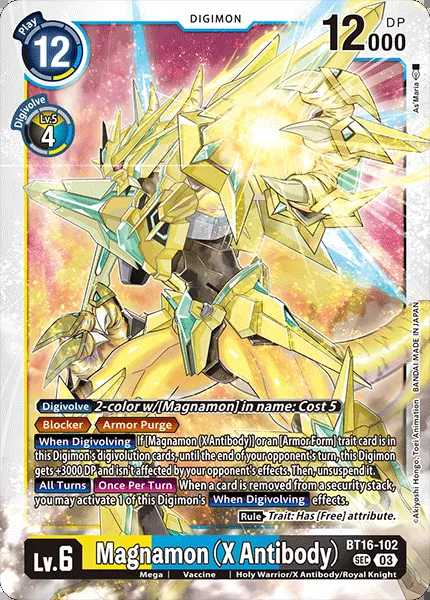 Play
12
DIGIMON
12000 DP
Digivolve
Lv.5
4
As'Maria
Digivolve 2-color w/[Magnamon] in name: Cost 5
Blocker Armor Purge
When Digivolving If [Magnamon (X Antibody)] or an [Armor Form] trait card is in
this Digimon's digivolution cards, until the end of your opponent's turn, this Digimon
gets +3000 DP and isn't affected by your opponent's effects. Then, unsuspend it.
All Turns Once Per Turn When a card is removed from a security stack,
you may activate 1 of this Digimon's When Digivolving effects.
Rule Trait: Has [Free] attribute.
©Akiyoshi Hongo, Toei Animation BANDAI MADE IN JAPAN
Lv.6
Magnamon (X Antibody)
BT16-102
SEC 03
Mega | Vaccine | Holy Warrior/X Antibody/Royal Knight